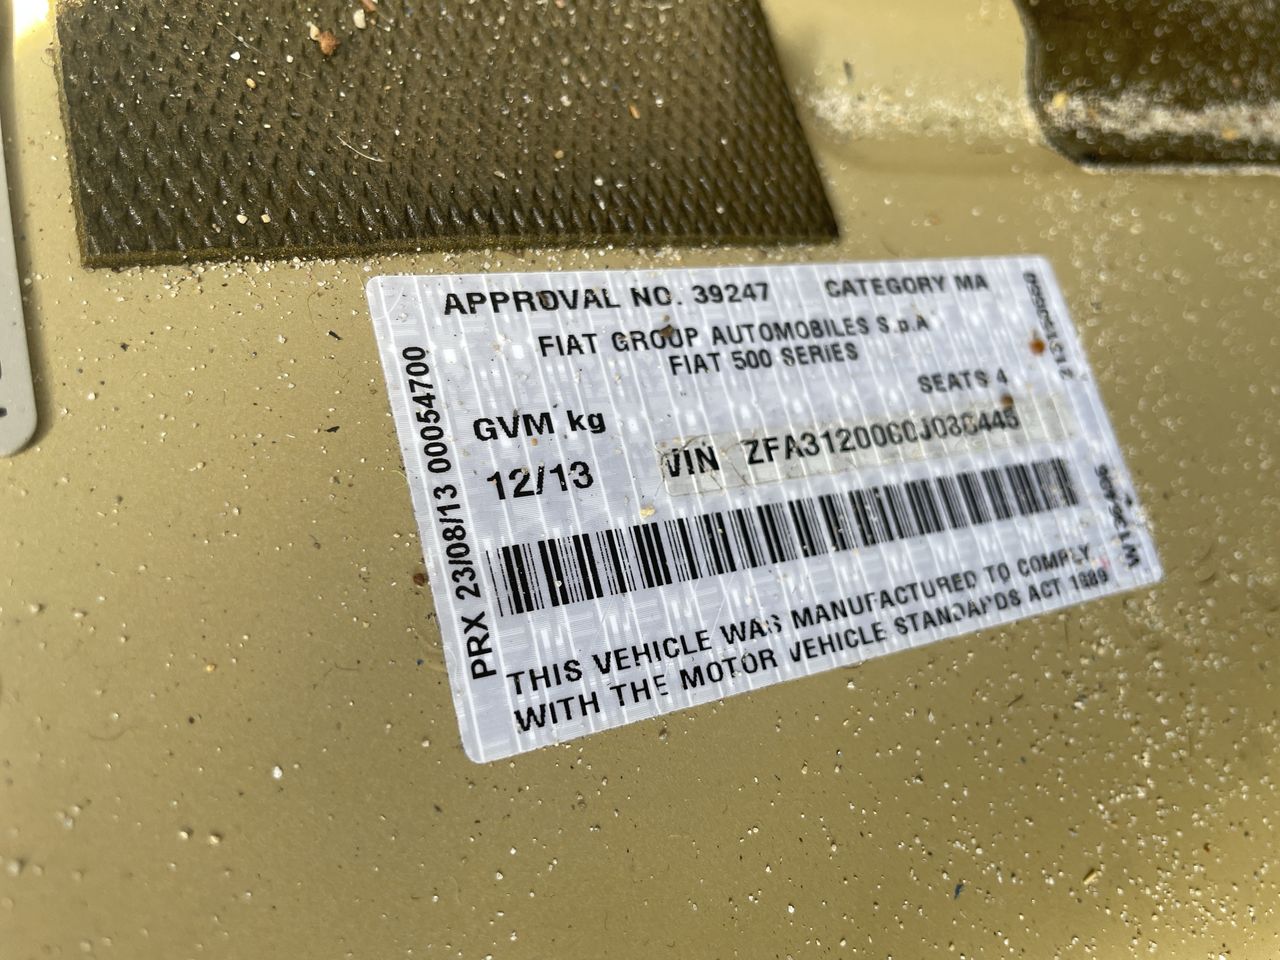 APPROVAL NO. 39247 CATEGORY MA
FIAT GROUP AUTOMOBILES S.p.A
FIAT 500 SERIES
SEATS 4
GVM kg
12/13
VIN
THIS VEHICLE WAS MANUFACTURED TO COMPLY
WITH THE MOTOR VEHICLE STANDARDS ACT 1989
PRX 23/08/13 00054700